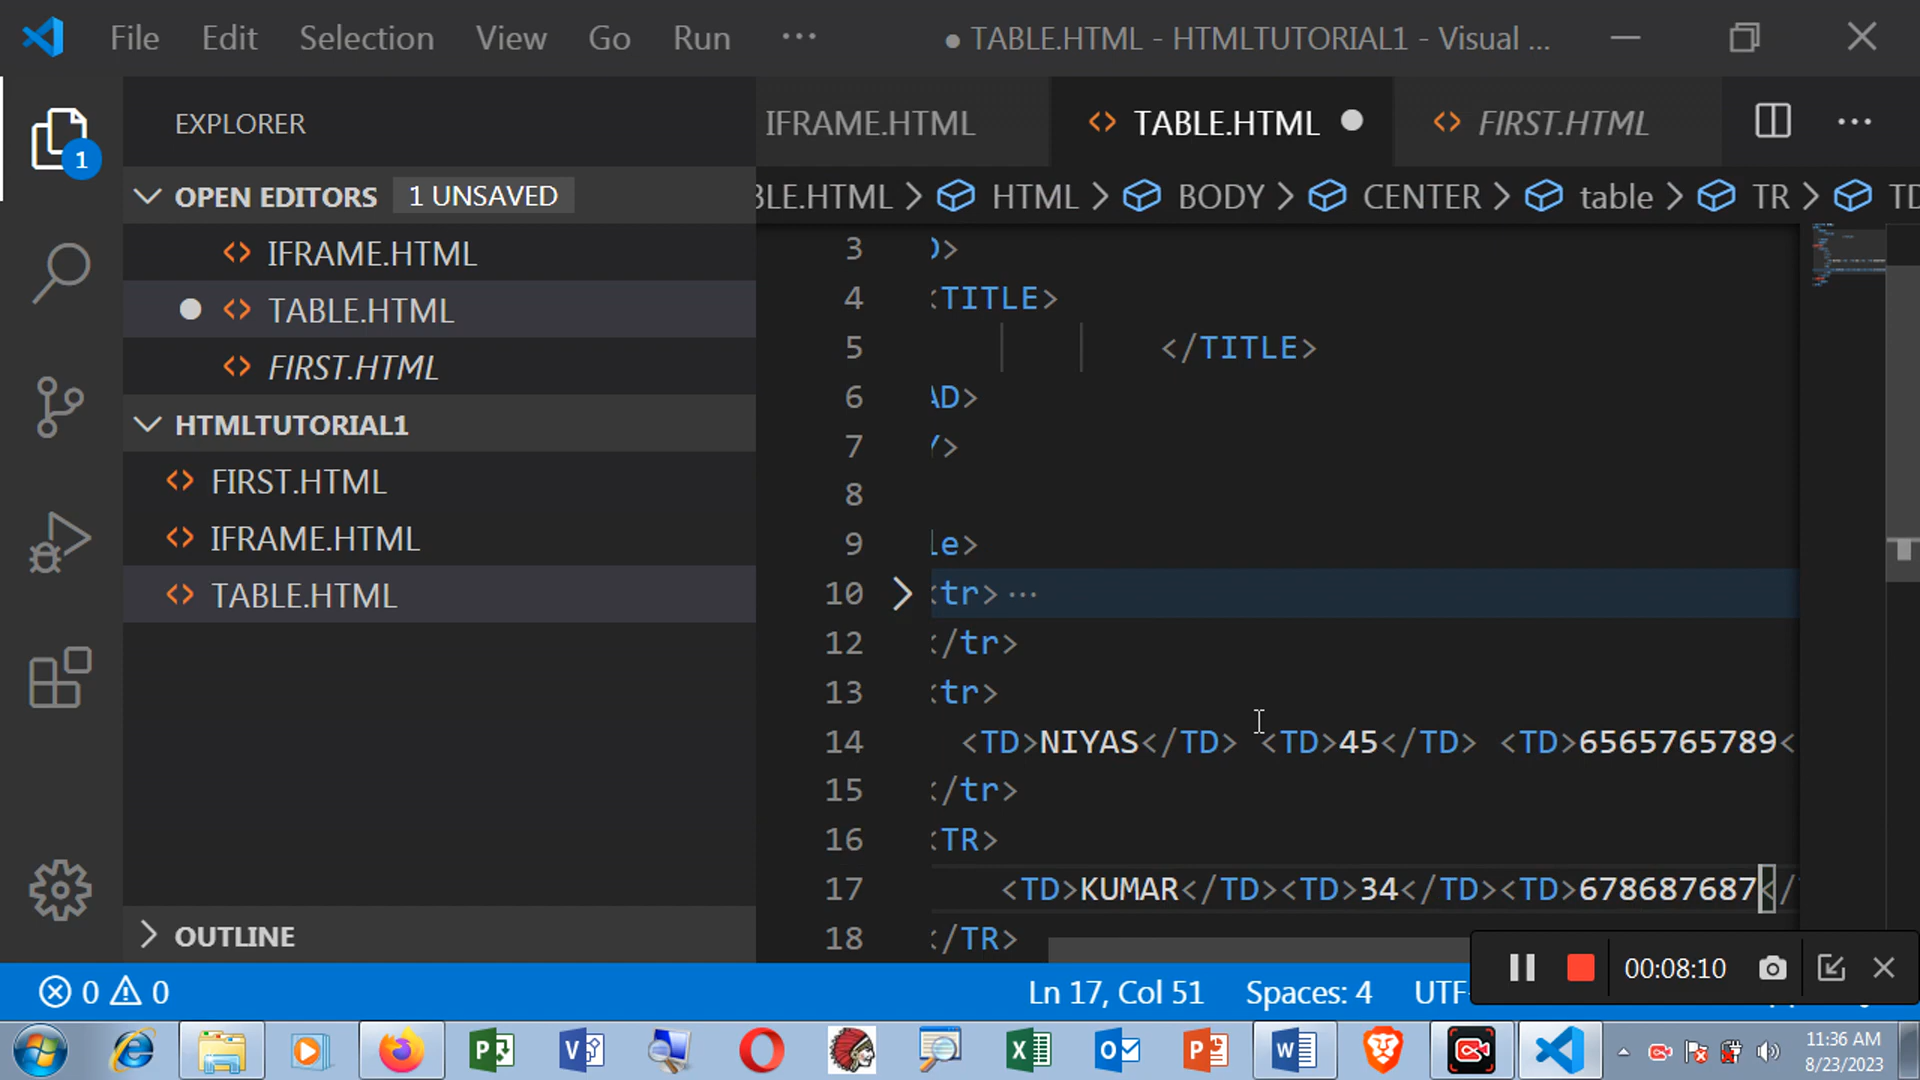 File Edit Selection View Go Run ··· ● TABLE.HTML - HTMLTUTORIAL1 - Visual ...
EXPLORER
IFRAME.HTML TABLE.HTML FIRST.HTML
OPEN EDITORS 1 UNSAVED
BLE.HTML > HTML > BODY > CENTER > table > TR > TD
IFRAME.HTML
TABLE.HTML
FIRST.HTML
HTMLTUTORIAL1
FIRST.HTML
IFRAME.HTML
TABLE.HTML
OUTLINE
1
3 D>
4 <TITLE>
5 </TITLE>
6 AD>
7 Y>
8
9 le>
10 <tr> ···
12 </tr>
13 <tr>
14 <TD>NIYAS</TD> <TD>45</TD> <TD>6565765789<
15 </tr>
16 <TR>
17 <TD>KUMAR</TD><TD>34</TD><TD>678687687</
18 </TR>
00:08:10
0 0 Ln 17, Col 51 Spaces: 4 UTF-
11:36 AM
8/23/2023